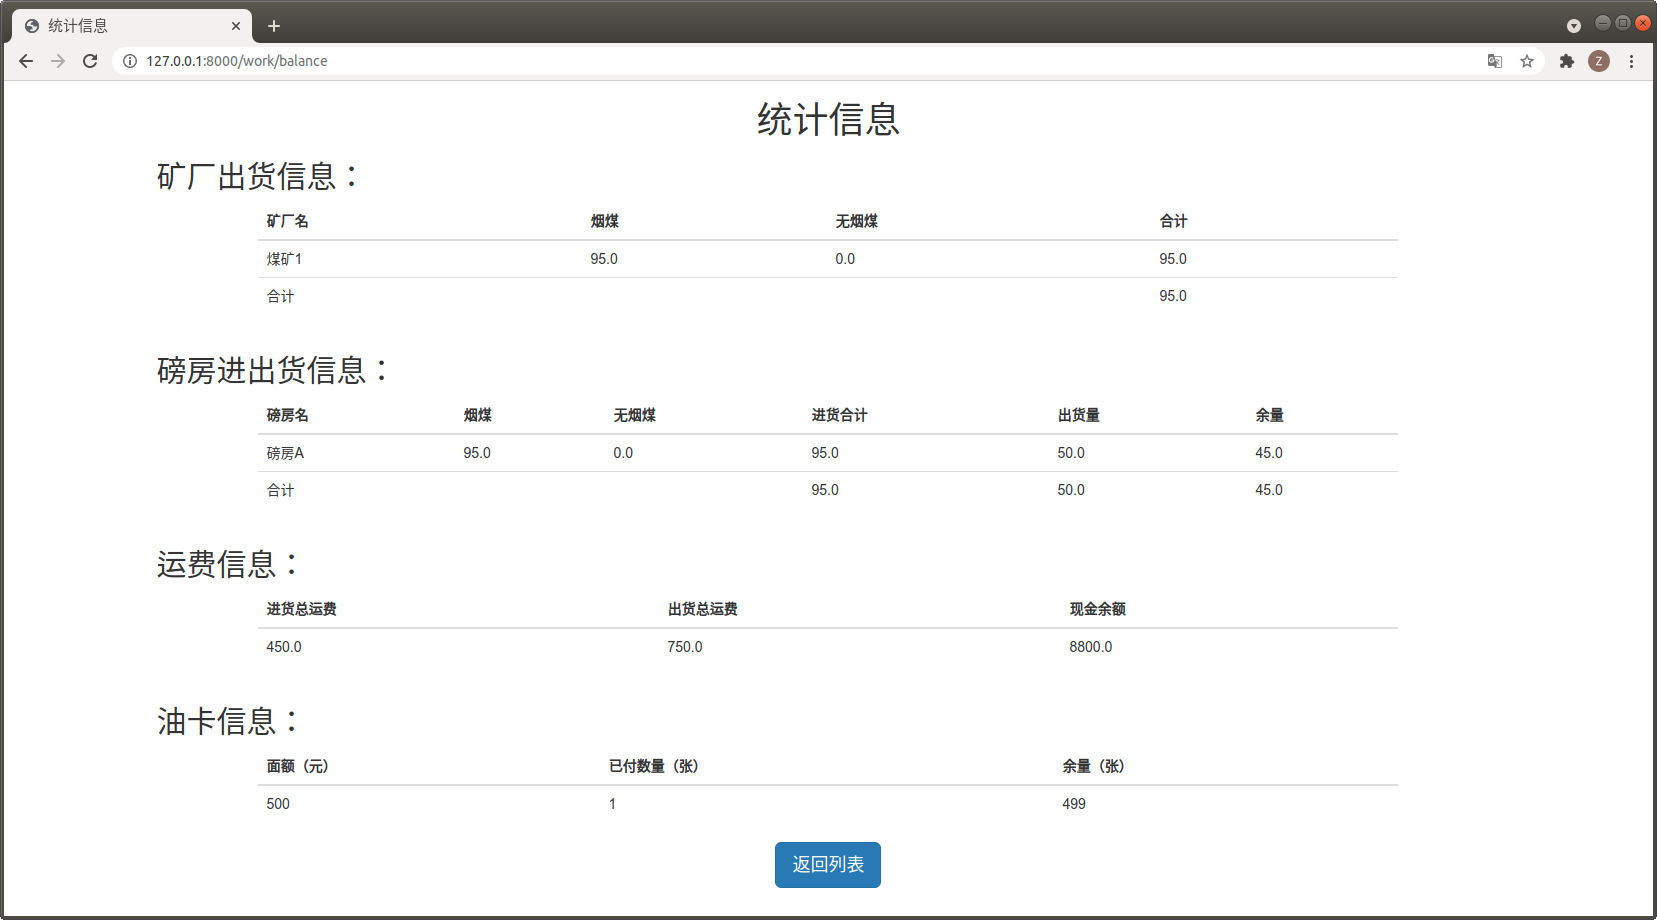 统计信息
127.0.0.1:8000/work/balance
Z
统计信息
矿厂出货信息：
矿厂名 烟煤 无烟煤 合计
煤矿1 95.0 0.0 95.0
合计 95.0
磅房进出货信息：
磅房名 烟煤 无烟煤 进货合计 出货量 余量
磅房A 95.0 0.0 95.0 50.0 45.0
合计 95.0 50.0 45.0
运费信息：
进货总运费 出货总运费 现金余额
450.0 750.0 8800.0
油卡信息：
面额（元） 已付数量（张） 余量（张）
500 1 499
返回列表